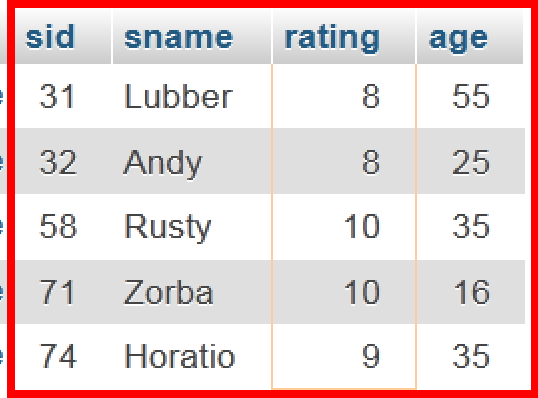 sid sname rating age
31 Lubber 8 55
32 Andy 8 25
58 Rusty 10 35
71 Zorba 10 16
74 Horatio 9 35